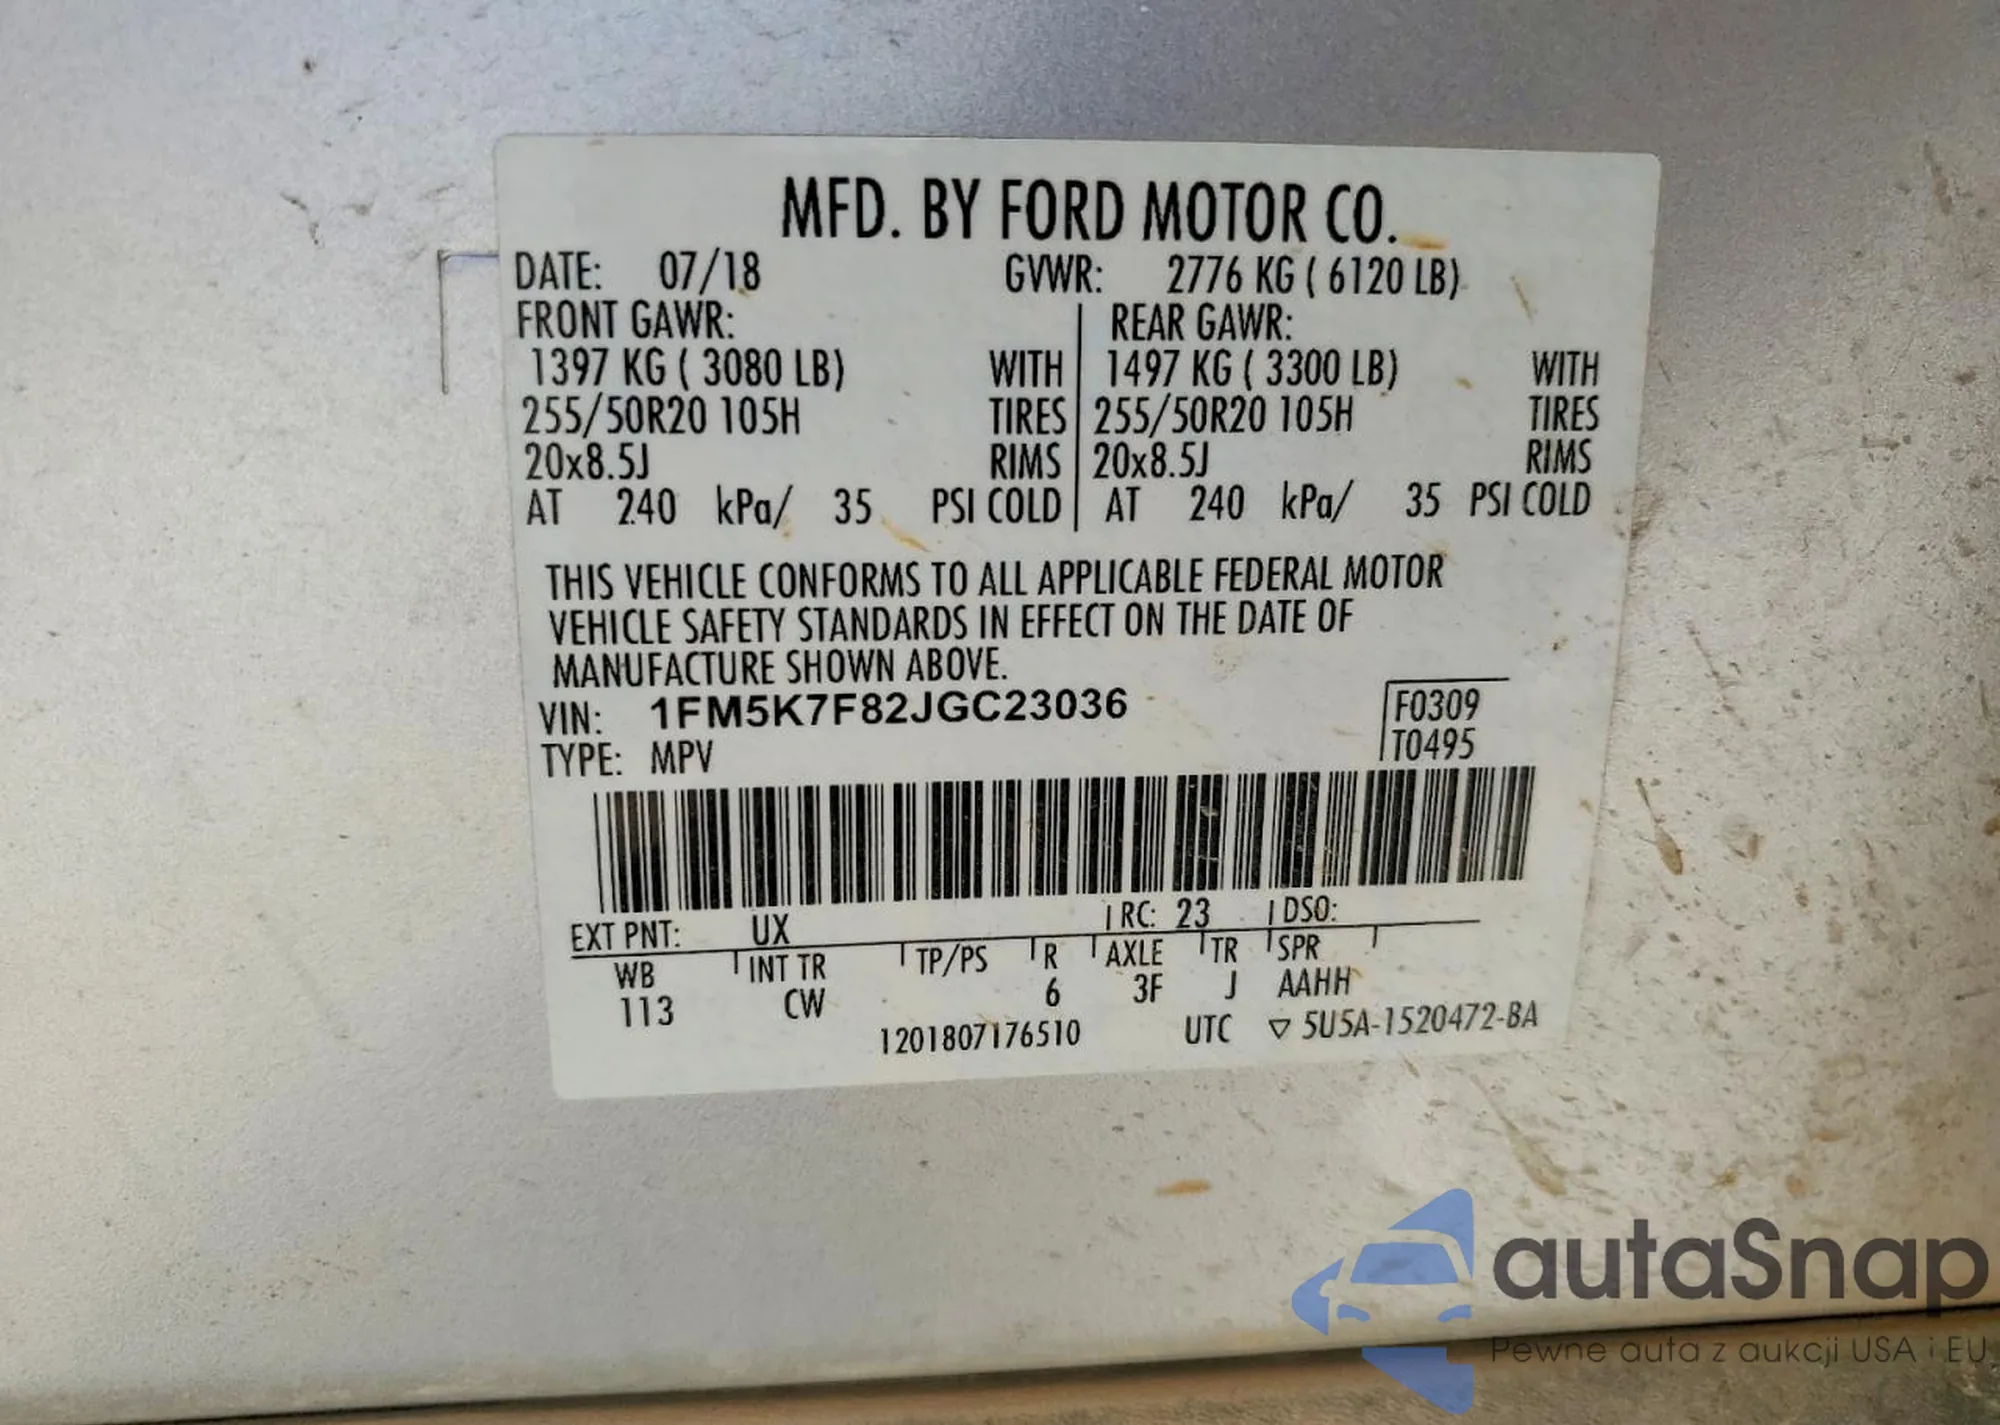 MFD. BY FORD MOTOR CO.
DATE: 07/18 GVWR: 2776 KG ( 6120 LB)
FRONT GAWR: REAR GAWR:
1397 KG ( 3080 LB) WITH 1497 KG ( 3300 LB) WITH
255/50R20 105H TIRES 255/50R20 105H TIRES
20x8.5J RIMS 20x8.5J RIMS
AT 240 kPa/ 35 PSI COLD AT 240 kPa/ 35 PSI COLD
THIS VEHICLE CONFORMS TO ALL APPLICABLE FEDERAL MOTOR
VEHICLE SAFETY STANDARDS IN EFFECT ON THE DATE OF
MANUFACTURE SHOWN ABOVE.
VIN: 1FM5K7F82JGC23036 F0309
TYPE: MPV T0495
EXT PNT: UX RC: 23 DSO:
WB INT TR TP/PS R AXLE TR SPR
113 CW 6 3F J AAHH
1201807176510 UTC ▽ 5U5A-1520472-BA
autaSnap
Pewne auta z aukcji USA i EU